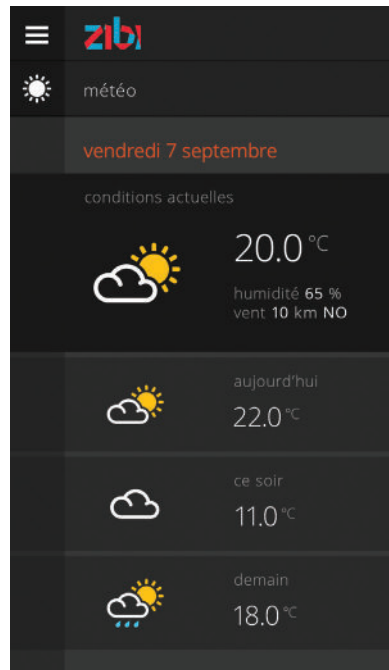 zibi
météo
vendredi 7 septembre
conditions actuelles
20.0 °C
humidité 65 %
vent 10 km NO
aujourd'hui
22.0 °C
ce soir
11.0 °C
demain
18.0 °C